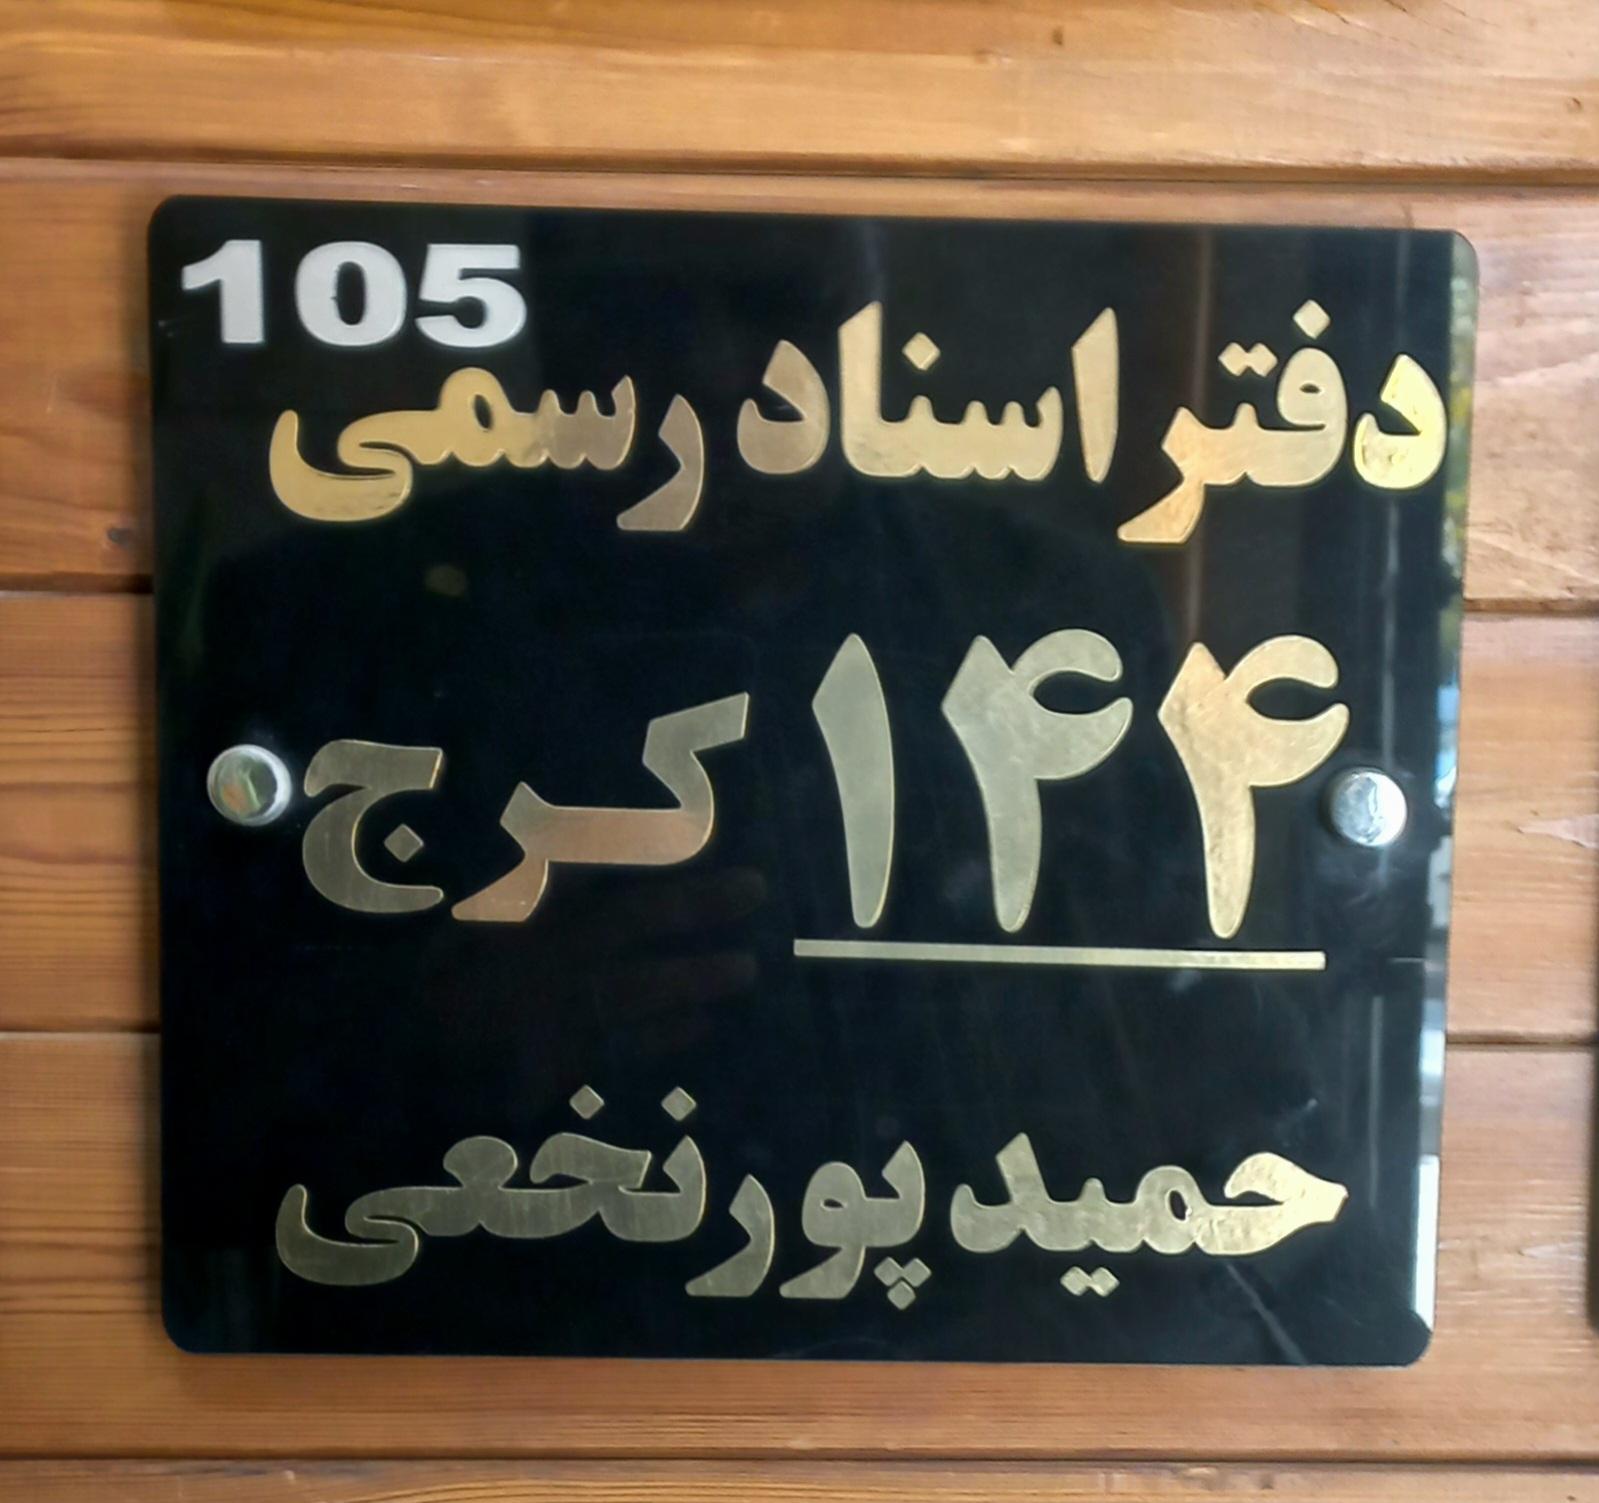 105
دفتر اسناد رسمی
۱۴۴ کرج
حمید پورنخعی